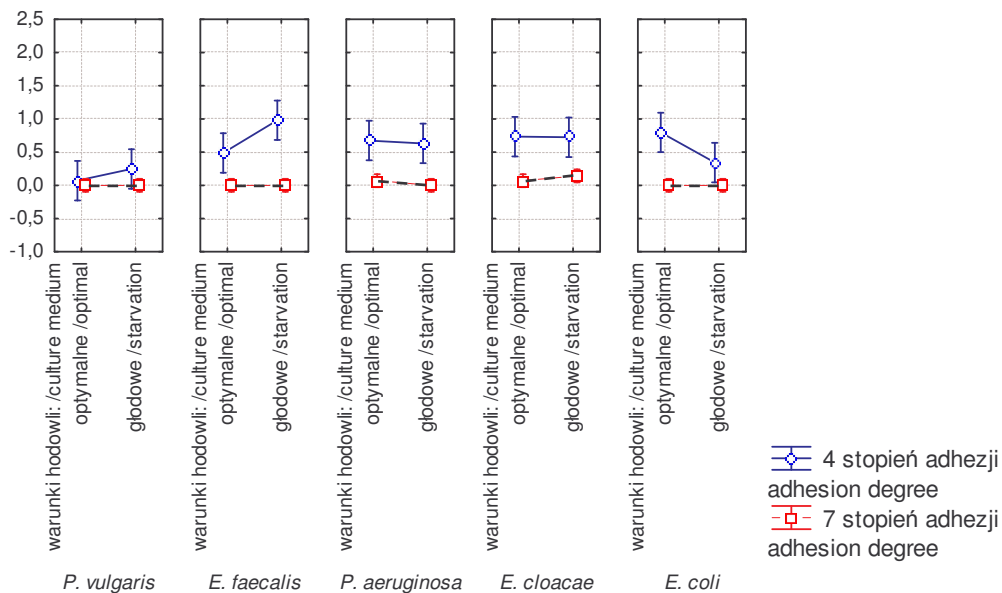 2,5
2,0
1,5
1,0
0,5
0,0
-0,5
-1,0
warunki hodowli: /culture medium
optymalne /optimal
głodowe /starvation
warunki hodowli: /culture medium
optymalne /optimal
głodowe /starvation
warunki hodowli: /culture medium
optymalne /optimal
głodowe /starvation
warunki hodowli: /culture medium
optymalne /optimal
głodowe /starvation
warunki hodowli: /culture medium
optymalne /optimal
głodowe /starvation
P. vulgaris
E. faecalis
P. aeruginosa
E. cloacae
E. coli
4 stopień adhezji
adhesion degree
7 stopień adhezji
adhesion degree